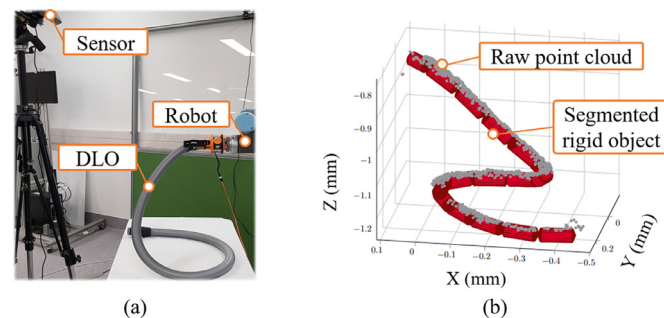 Sensor
Robot
DLO
(a)
Raw point cloud
Segmented
rigid object
Z (mm)
−0.8
−0.9
−1
−1.1
−1.2
0.1
0
−0.1
−0.2
−0.3
−0.4
−0.5
X (mm)
0
0.2
Y (mm)
(b)